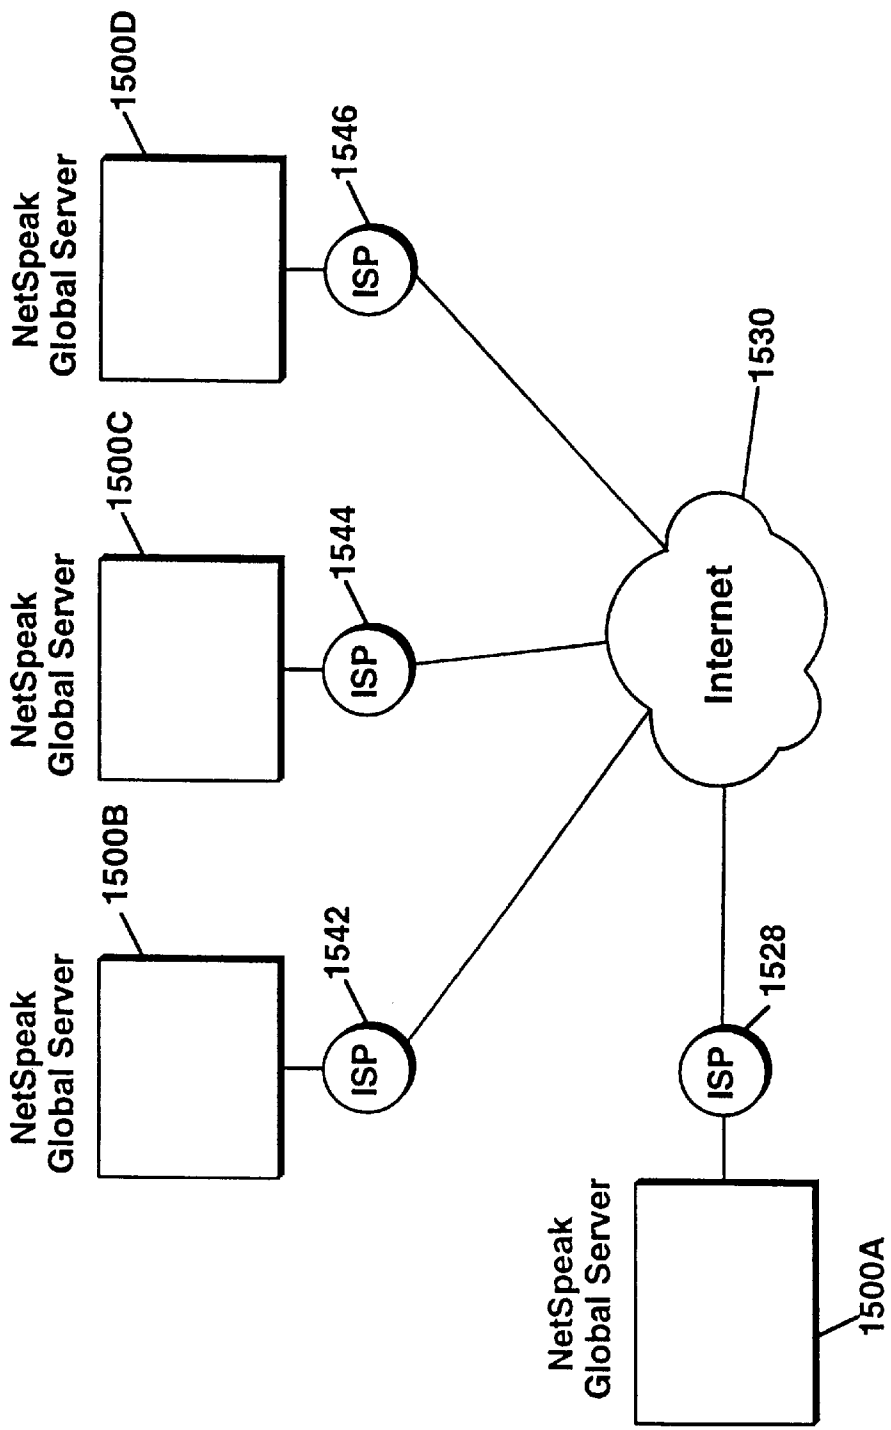 NetSpeak
Global Server
1500B
NetSpeak
Global Server
1500C
NetSpeak
Global Server
1500D
ISP
1542
ISP
1544
ISP
1546
NetSpeak
Global Server
1500A
ISP
1528
Internet
1530